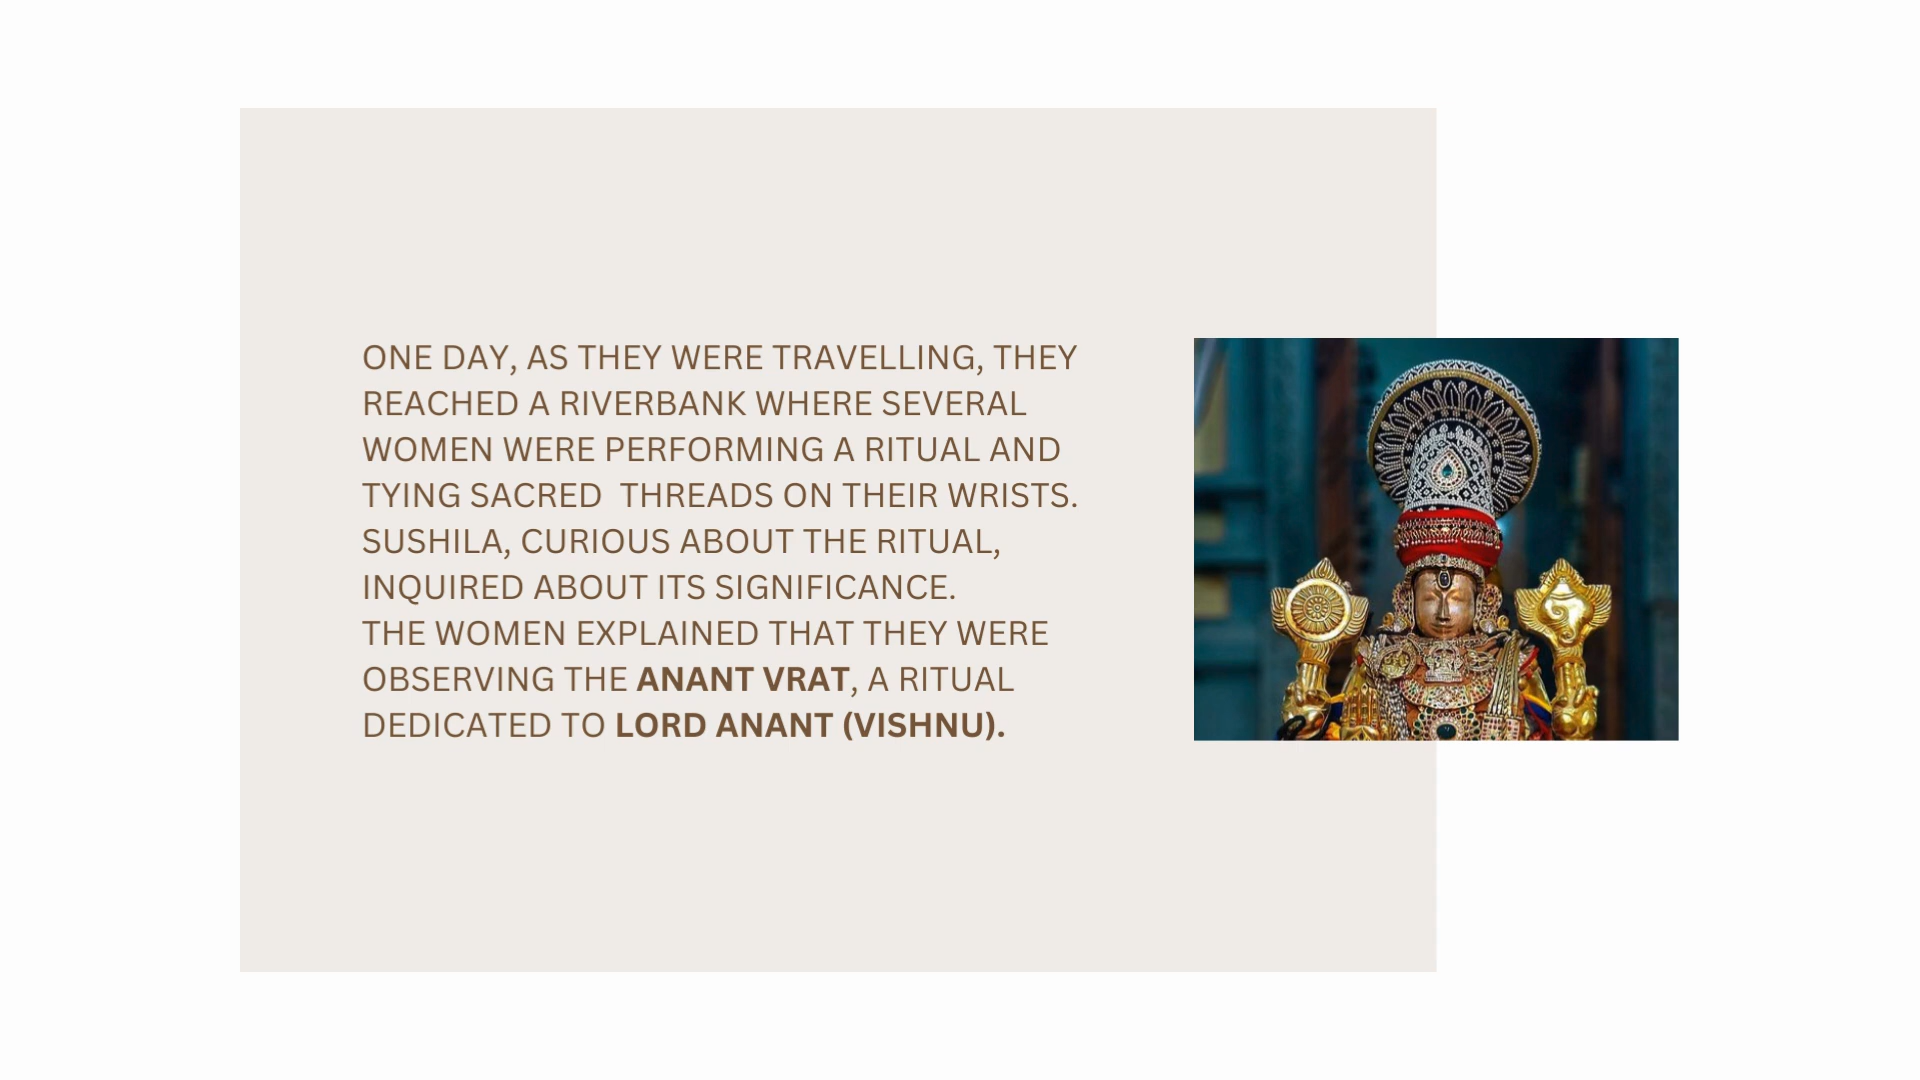 ONE DAY, AS THEY WERE TRAVELLING, THEY
REACHED A RIVERBANK WHERE SEVERAL
WOMEN WERE PERFORMING A RITUAL AND
TYING SACRED  THREADS ON THEIR WRISTS.
SUSHILA, CURIOUS ABOUT THE RITUAL,
INQUIRED ABOUT ITS SIGNIFICANCE.
THE WOMEN EXPLAINED THAT THEY WERE
OBSERVING THE ANANT VRAT, A RITUAL
DEDICATED TO LORD ANANT (VISHNU).